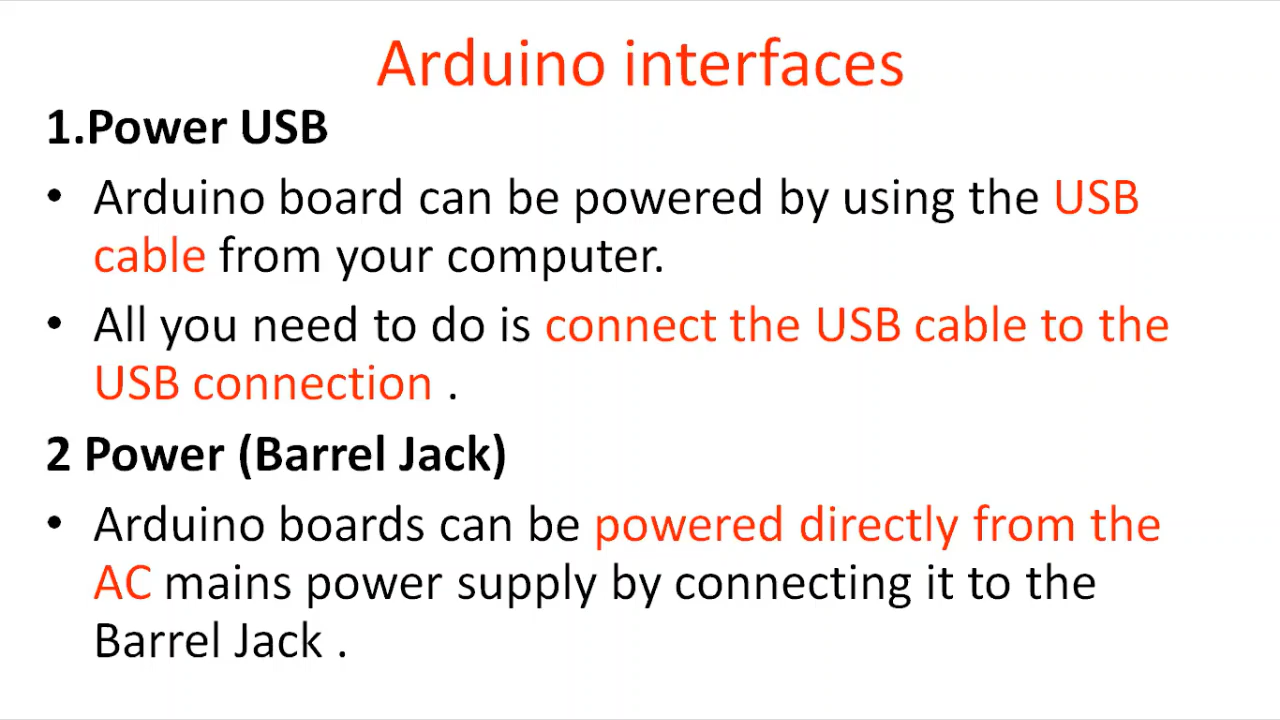 Arduino interfaces
1.Power USB
• Arduino board can be powered by using the USB
cable from your computer.
• All you need to do is connect the USB cable to the
USB connection .
2 Power (Barrel Jack)
• Arduino boards can be powered directly from the
AC mains power supply by connecting it to the
Barrel Jack .